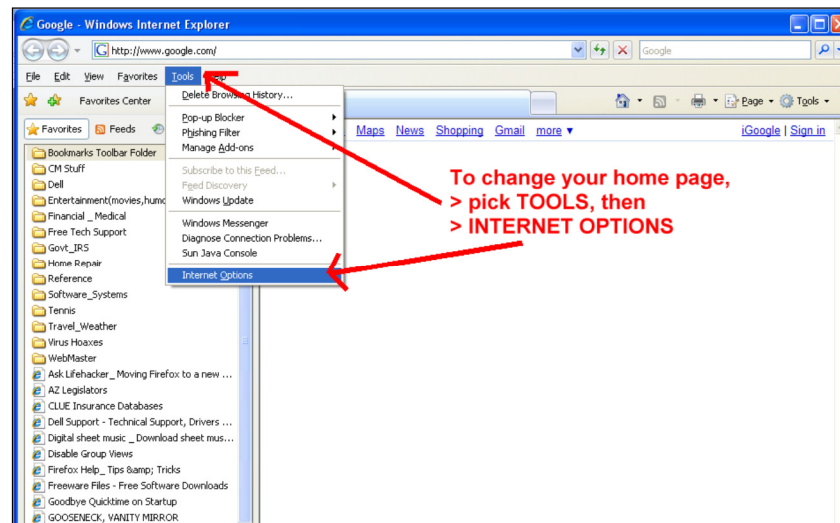 Google - Windows Internet Explorer
http://www.google.com/
Google
File Edit View Favorites Tools
Favorites Center
Page Tools
Delete Browsing History...
Pop-up Blocker
Phishing Filter
Manage Add-ons
Subscribe to this Feed...
Feed Discovery
Windows Update
Windows Messenger
Diagnose Connection Problems...
Sun Java Console
Internet Options
Maps News Shopping Gmail more ▼
iGoogle | Sign in
To change your home page,
> pick TOOLS, then
> INTERNET OPTIONS
Favorites Feeds
Bookmarks Toolbar Folder
CM Stuff
Dell
Entertainment(movies,humo
Financial _ Medical
Free Tech Support
Govt_IRS
Home Repair
Reference
Software_Systems
Tennis
Travel_Weather
Virus Hoaxes
WebMaster
Ask Lifehacker_ Moving Firefox to a new ...
AZ Legislators
CLUE Insurance Databases
Dell Support - Technical Support, Drivers ...
Digital sheet music _ Download sheet mus...
Disable Group Views
Firefox Help_ Tips &amp; Tricks
Freeware Files - Free Software Downloads
Goodbye Quicktime on Startup
GOOSENECK, VANITY MIRROR